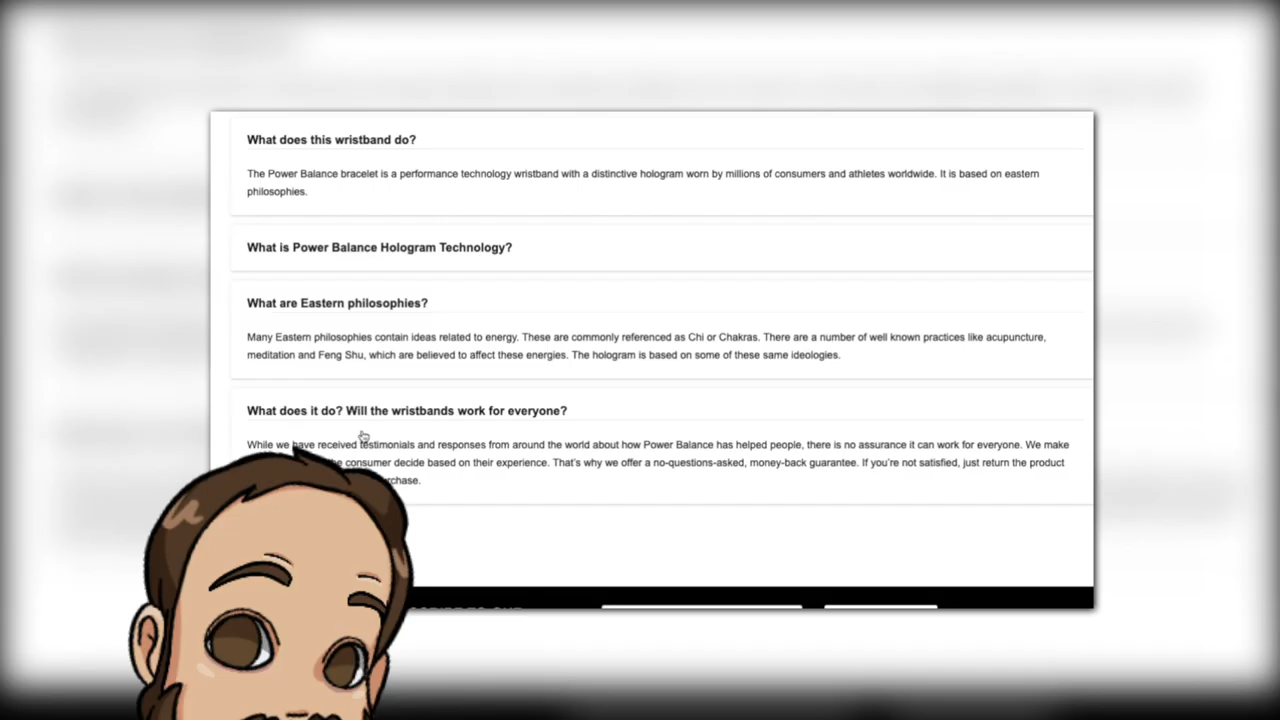 What does this wristband do?
The Power Balance bracelet is a performance technology wristband with a distinctive hologram worn by millions of consumers and athletes worldwide. It is based on eastern
philosophies.
What is Power Balance Hologram Technology?
What are Eastern philosophies?
Many Eastern philosophies contain ideas related to energy. These are commonly referenced as Chi or Chakras. There are a number of well known practices like acupuncture,
meditation and Feng Shu, which are believed to affect these energies. The hologram is based on some of these same ideologies.
What does it do? Will the wristbands work for everyone?
While we have received testimonials and responses from around the world about how Power Balance has helped people, there is no assurance it can work for everyone. We make
consumer decide based on their experience. That's why we offer a no-questions-asked, money-back guarantee. If you're not satisfied, just return the product